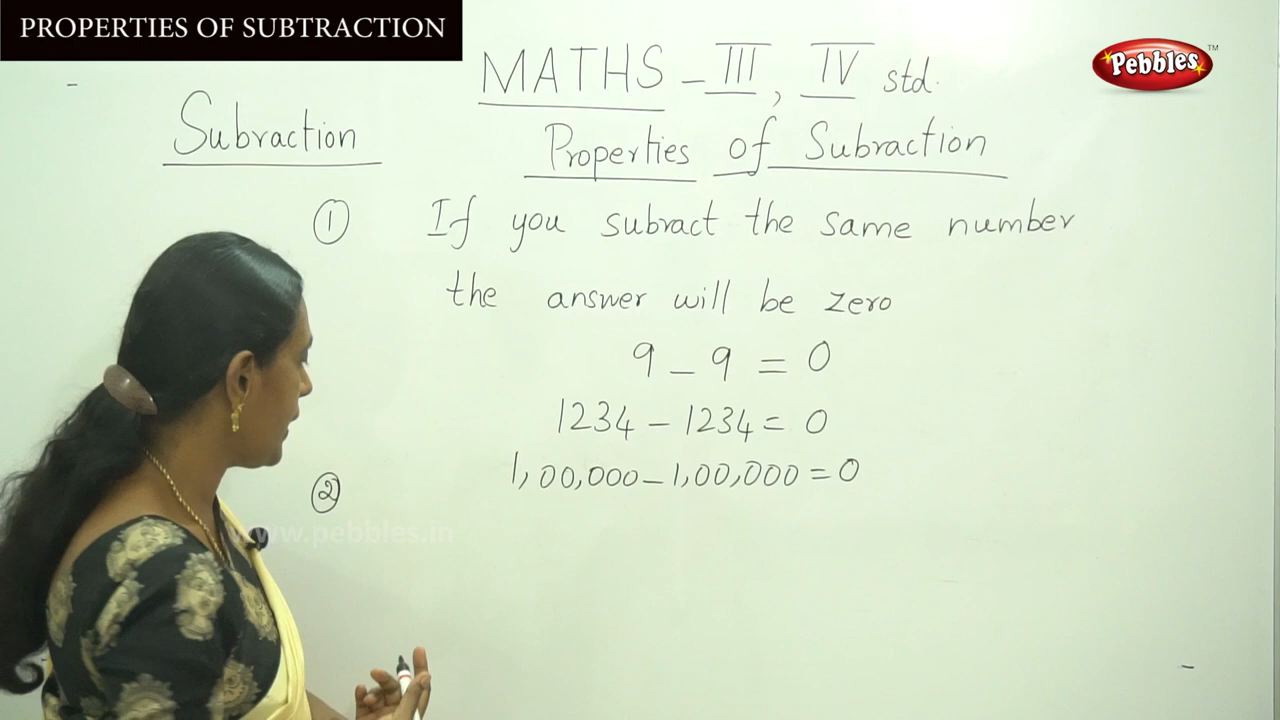 PROPERTIES OF SUBTRACTION
MATHS - III, IV std.
Pebbles TM
Subraction
Properties of Subraction
① If you subract the same number
the answer will be zero
9 - 9 = 0
1234 - 1234 = 0
1,00,000 - 1,00,000 = 0
②
www.pebbles.in